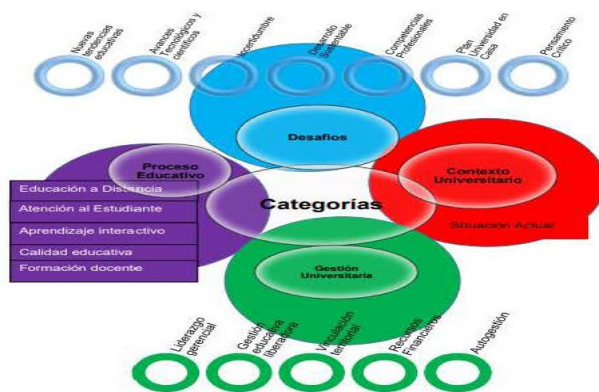 Nuevas
tendencias
educativas
Avances
Tecnológicos y
científicos
Incertidumbre
Desarrollo
Sustentable
Competencias
Profesionales
Plan
Universidad en
Casa
Pensamiento
Crítico
Desafíos
Proceso
Educativo
Contexto
Universitario
Educación a Distancia
Atención al Estudiante
Aprendizaje interactivo
Calidad educativa
Formación docente
Categorías
Situación Actual
Gestión
Universitaria
Liderazgo
gerencial
Gestión
educativa
liberadora
Vinculación
territorial
Recursos
Financieros
Autogestión